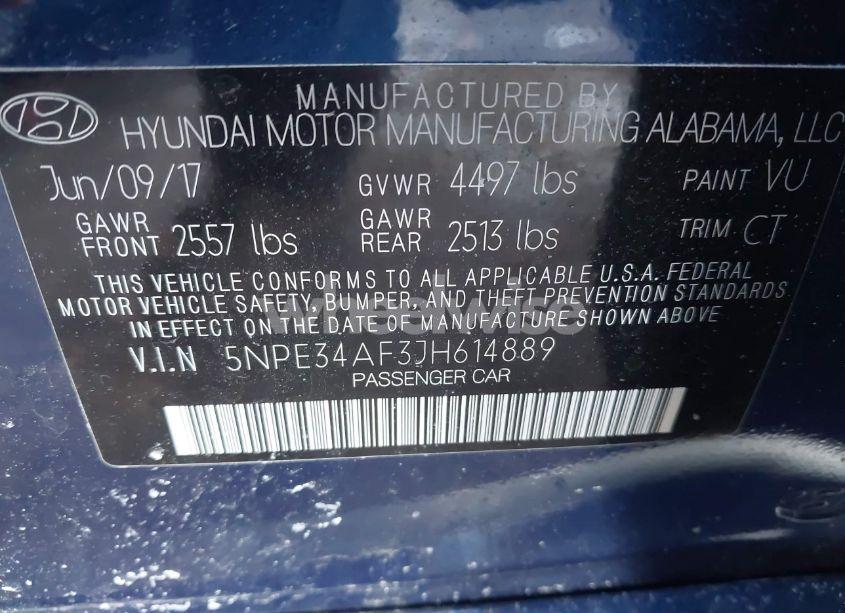 MANUFACTURED BY
HYUNDAI MOTOR MANUFACTURING ALABAMA, LLC
Jun/09/17 GVWR 4497 lbs PAINT VU
GAWR FRONT 2557 lbs GAWR REAR 2513 lbs TRIM CT
THIS VEHICLE CONFORMS TO ALL APPLICABLE U.S.A. FEDERAL
MOTOR VEHICLE SAFETY, BUMPER, AND THEFT PREVENTION STANDARDS
IN EFFECT ON THE DATE OF MANUFACTURE SHOWN ABOVE
V.I.N 5NPE34AF3JH614889
PASSENGER CAR